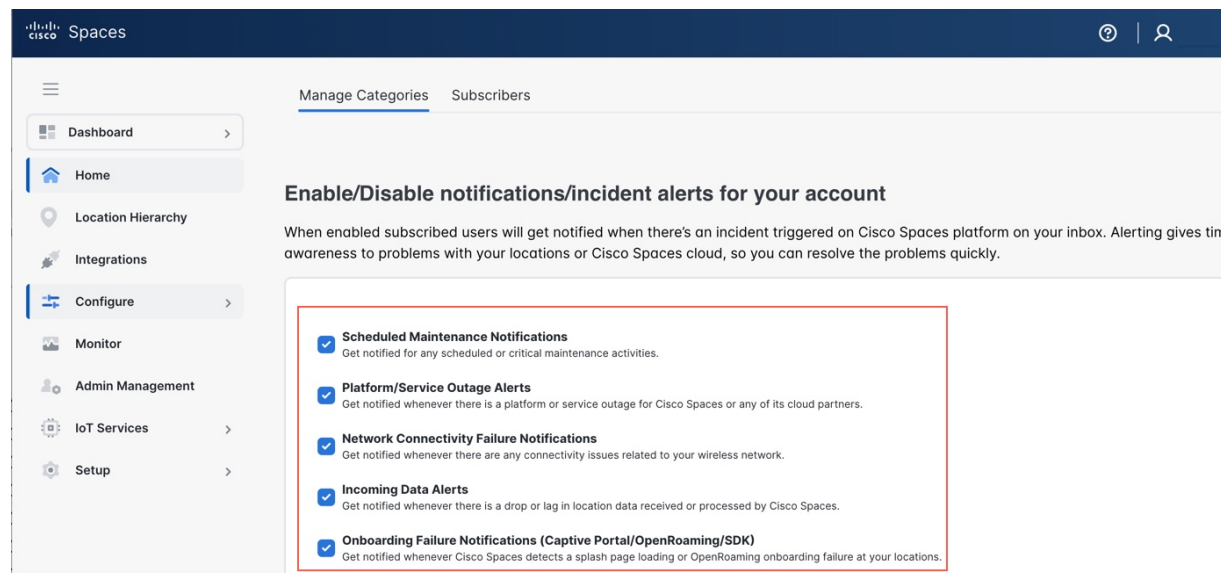 cisco Spaces
Manage Categories Subscribers
Dashboard
Home
Location Hierarchy
Integrations
Configure
Monitor
Admin Management
IoT Services
Setup
Enable/Disable notifications/incident alerts for your account
When enabled subscribed users will get notified when there's an incident triggered on Cisco Spaces platform on your inbox. Alerting gives
awareness to problems with your locations or Cisco Spaces cloud, so you can resolve the problems quickly.
Scheduled Maintenance Notifications
Get notified for any scheduled or critical maintenance activities.
Platform/Service Outage Alerts
Get notified whenever there is a platform or service outage for Cisco Spaces or any of its cloud partners.
Network Connectivity Failure Notifications
Get notified whenever there are any connectivity issues related to your wireless network.
Incoming Data Alerts
Get notified whenever there is a drop or lag in location data received or processed by Cisco Spaces.
Onboarding Failure Notifications (Captive Portal/OpenRoaming/SDK)
Get notified whenever Cisco Spaces detects a splash page loading or OpenRoaming onboarding failure at your locations.